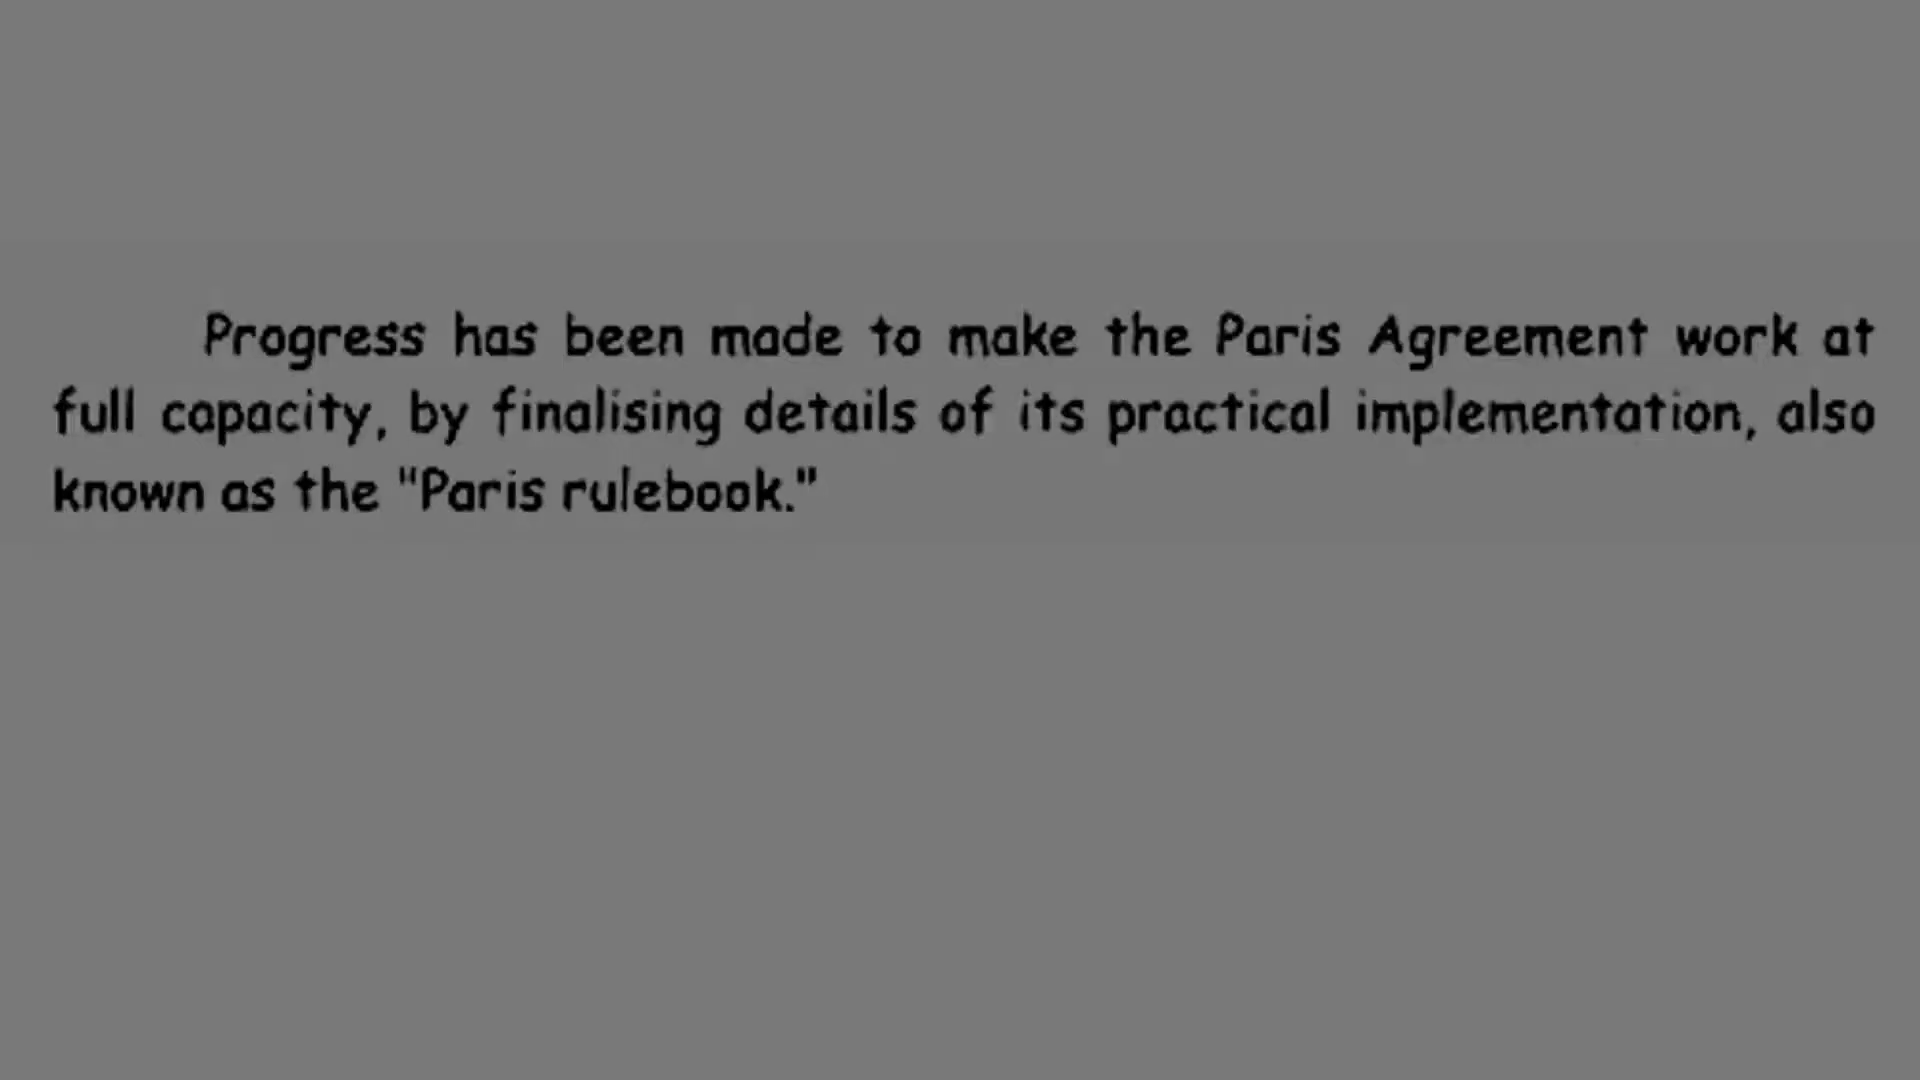 Progress has been made to make the Paris Agreement work at
full capacity, by finalising details of its practical implementation, also
known as the "Paris rulebook."